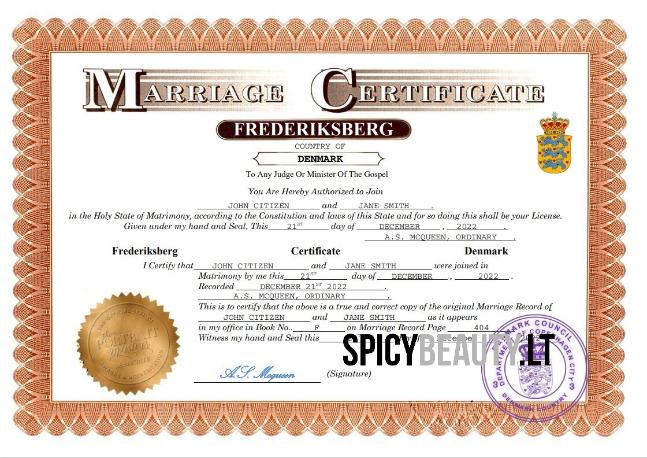 MARRIAGE CERTIFICATE
FREDERIKSBERG
COUNTRY OF
DENMARK
To Any Judge Or Minister Of The Gospel
You Are Hereby Authorized to Join
JOHN CITIZEN and JANE SMITH .
in the Holy State of Matrimony, according to the Constitution and laws of this State and for so doing this shall be your License.
Given under my hand and Seal, This 21ST day of DECEMBER , 2022 .
A.S. MCQUEEN, ORDINARY .
Frederiksberg Certificate Denmark
I Certify that JOHN CITIZEN and JANE SMITH were joined in
Matrimony by me this 21ST day of DECEMBER , 2022 .
Recorded DECEMBER 21ST 2022 .
A.S. MCQUEEN, ORDINARY .
This is to certify that the above is a true and correct copy of the original Marriage Record of
JOHN CITIZEN and JANE SMITH as it appears
in my office in Book No.. F on Marriage Record Page 404
Witness my hand and Seal this
SPICYBEAUTY.LT
A.S. Mcqueen (Signature)